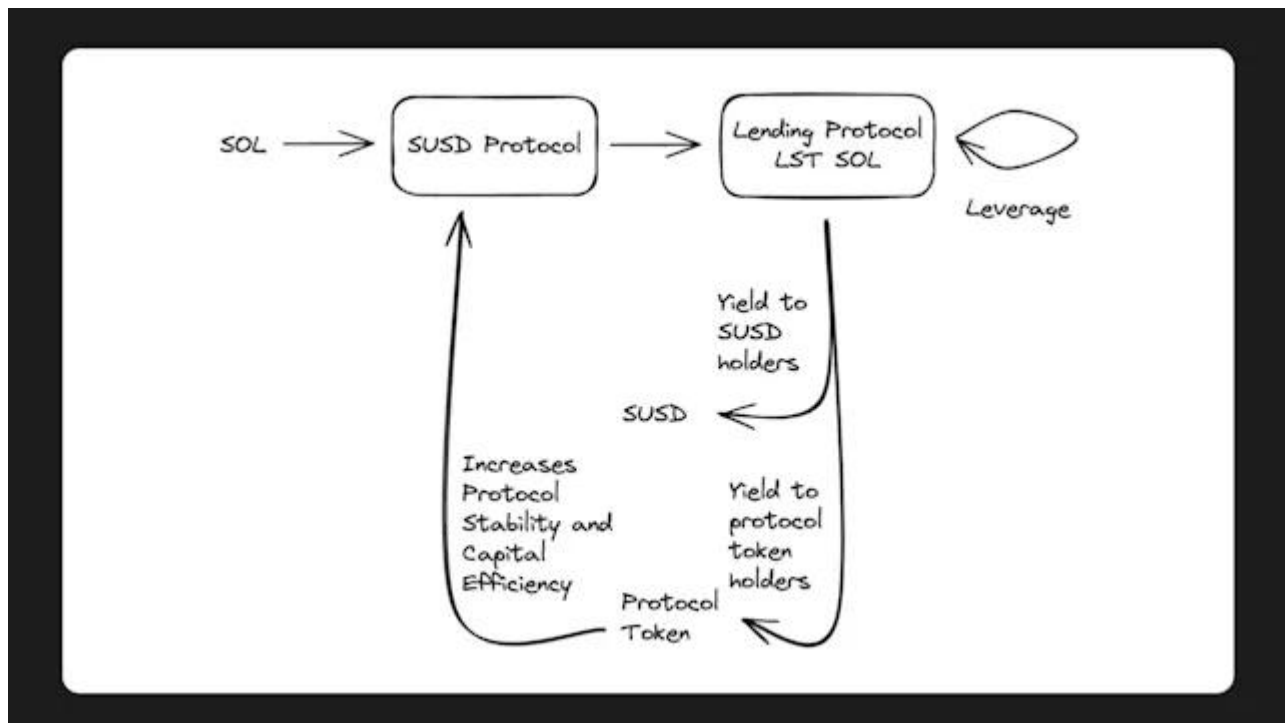 SOL
SUSD Protocol
Lending Protocol
LST SOL
Leverage
Yield to
SUSD
holders
SUSD
Increases
Protocol
Stability and
Capital
Efficiency
Yield to
protocol
token
holders
Protocol
Token